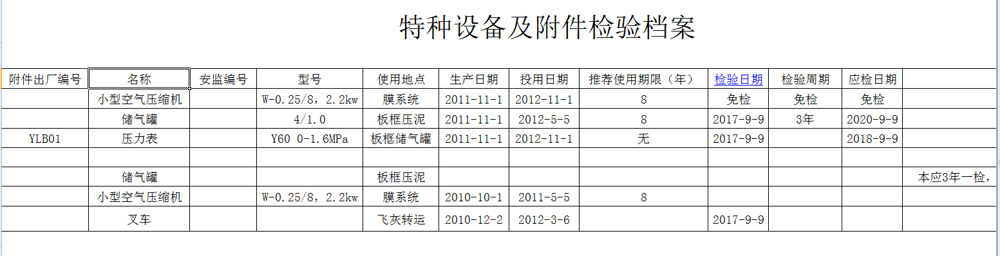 特种设备及附件检验档案
附件出厂编号 名称 安监编号 型号 使用地点 生产日期 投用日期 推荐使用期限（年） 检验日期 检验周期 应检日期
小型空气压缩机 W-0.25/8，2.2kw 膜系统 2011-11-1 2012-11-1 8 免检 免检 免检
储气罐 4/1.0 板框压泥 2011-11-1 2012-5-5 8 2017-9-9 3年 2020-9-9
YLB01 压力表 Y60 0-1.6MPa 板框储气罐 2011-11-1 2012-11-1 无 2017-9-9 2018-9-9
储气罐 板框压泥 本应3年一检，
小型空气压缩机 W-0.25/8，2.2kw 膜系统 2010-10-1 2011-5-5 8
叉车 飞灰转运 2010-12-2 2012-3-6 2017-9-9